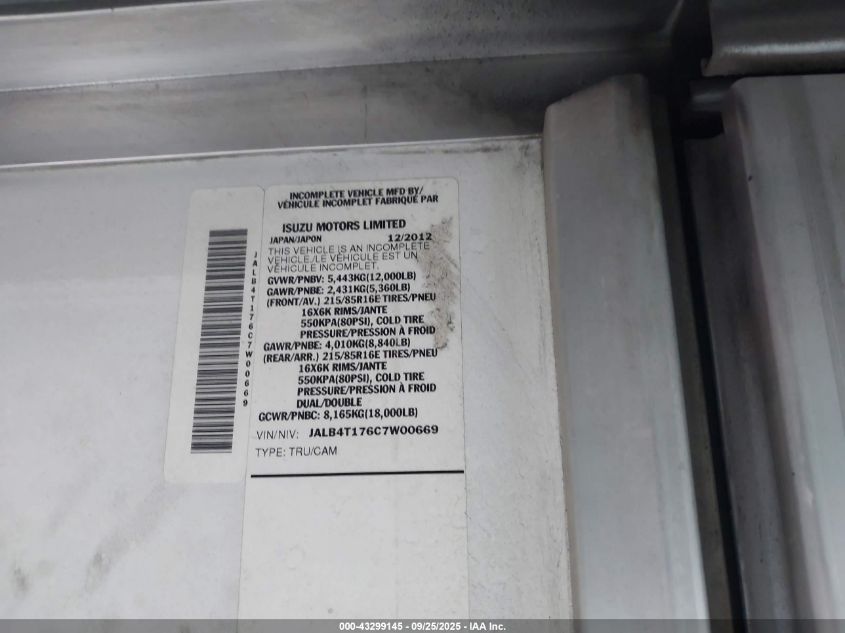 INCOMPLETE VEHICLE MFD BY/
VÉHICULE INCOMPLET FABRIQUÉ PAR
ISUZU MOTORS LIMITED
JAPAN/JAPON 12/2012
THIS VEHICLE IS AN INCOMPLETE
VEHICLE/LE VÉHICULE EST UN
VÉHICULE INCOMPLET.
GVWR/PNBV: 5,443KG(12,000LB)
GAWR/PNBE: 2,431KG(5,360LB)
(FRONT/AV.) 215/85R16E TIRES/PNEU
16X6K RIMS/JANTE
550KPA(80PSI), COLD TIRE
PRESSURE/PRESSION À FROID
GAWR/PNBE: 4,010KG(8,840LB)
(REAR/ARR.) 215/85R16E TIRES/PNEU
16X6K RIMS/JANTE
550KPA(80PSI), COLD TIRE
PRESSURE/PRESSION À FROID
DUAL/DOUBLE
GCWR/PNBC: 8,165KG(18,000LB)
VIN/NIV: JALB4T176C7W00669
TYPE: TRU/CAM
JALB4T176C7W00669
000-43299145 - 09/25/2025 - IAA Inc.